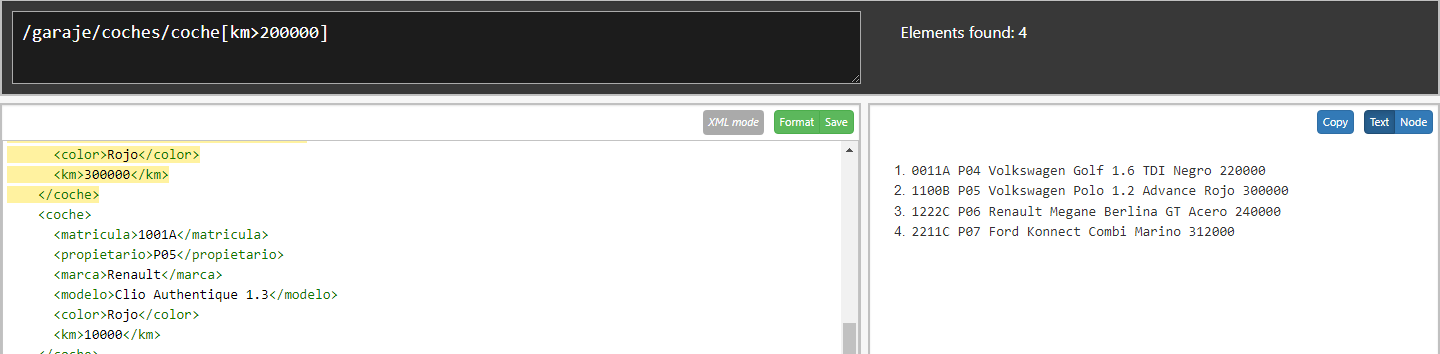 /garaje/coches/coche[km>200000]
Elements found: 4
XML mode
Format
Save
<color>Rojo</color>
<km>300000</km>
</coche>
<coche>
<matricula>1001A</matricula>
<propietario>P05</propietario>
<marca>Renault</marca>
<modelo>Clio Authentique 1.3</modelo>
<color>Rojo</color>
<km>10000</km>
</coche>
Copy
Text
Node
1. 0011A P04 Volkswagen Golf 1.6 TDI Negro 220000
2. 1100B P05 Volkswagen Polo 1.2 Advance Rojo 300000
3. 1222C P06 Renault Megane Berlina GT Acero 240000
4. 2211C P07 Ford Konnect Combi Marino 312000